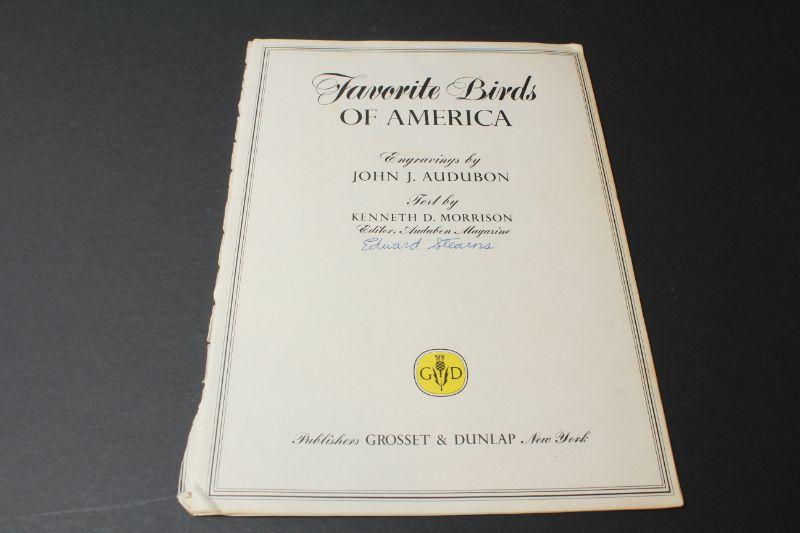 Favorite Birds
OF AMERICA
Engravings by
JOHN J. AUDUBON
Text by
KENNETH D. MORRISON
Editor, Audubon Magazine
Edward Stearns
G D
Publishers GROSSET & DUNLAP New York